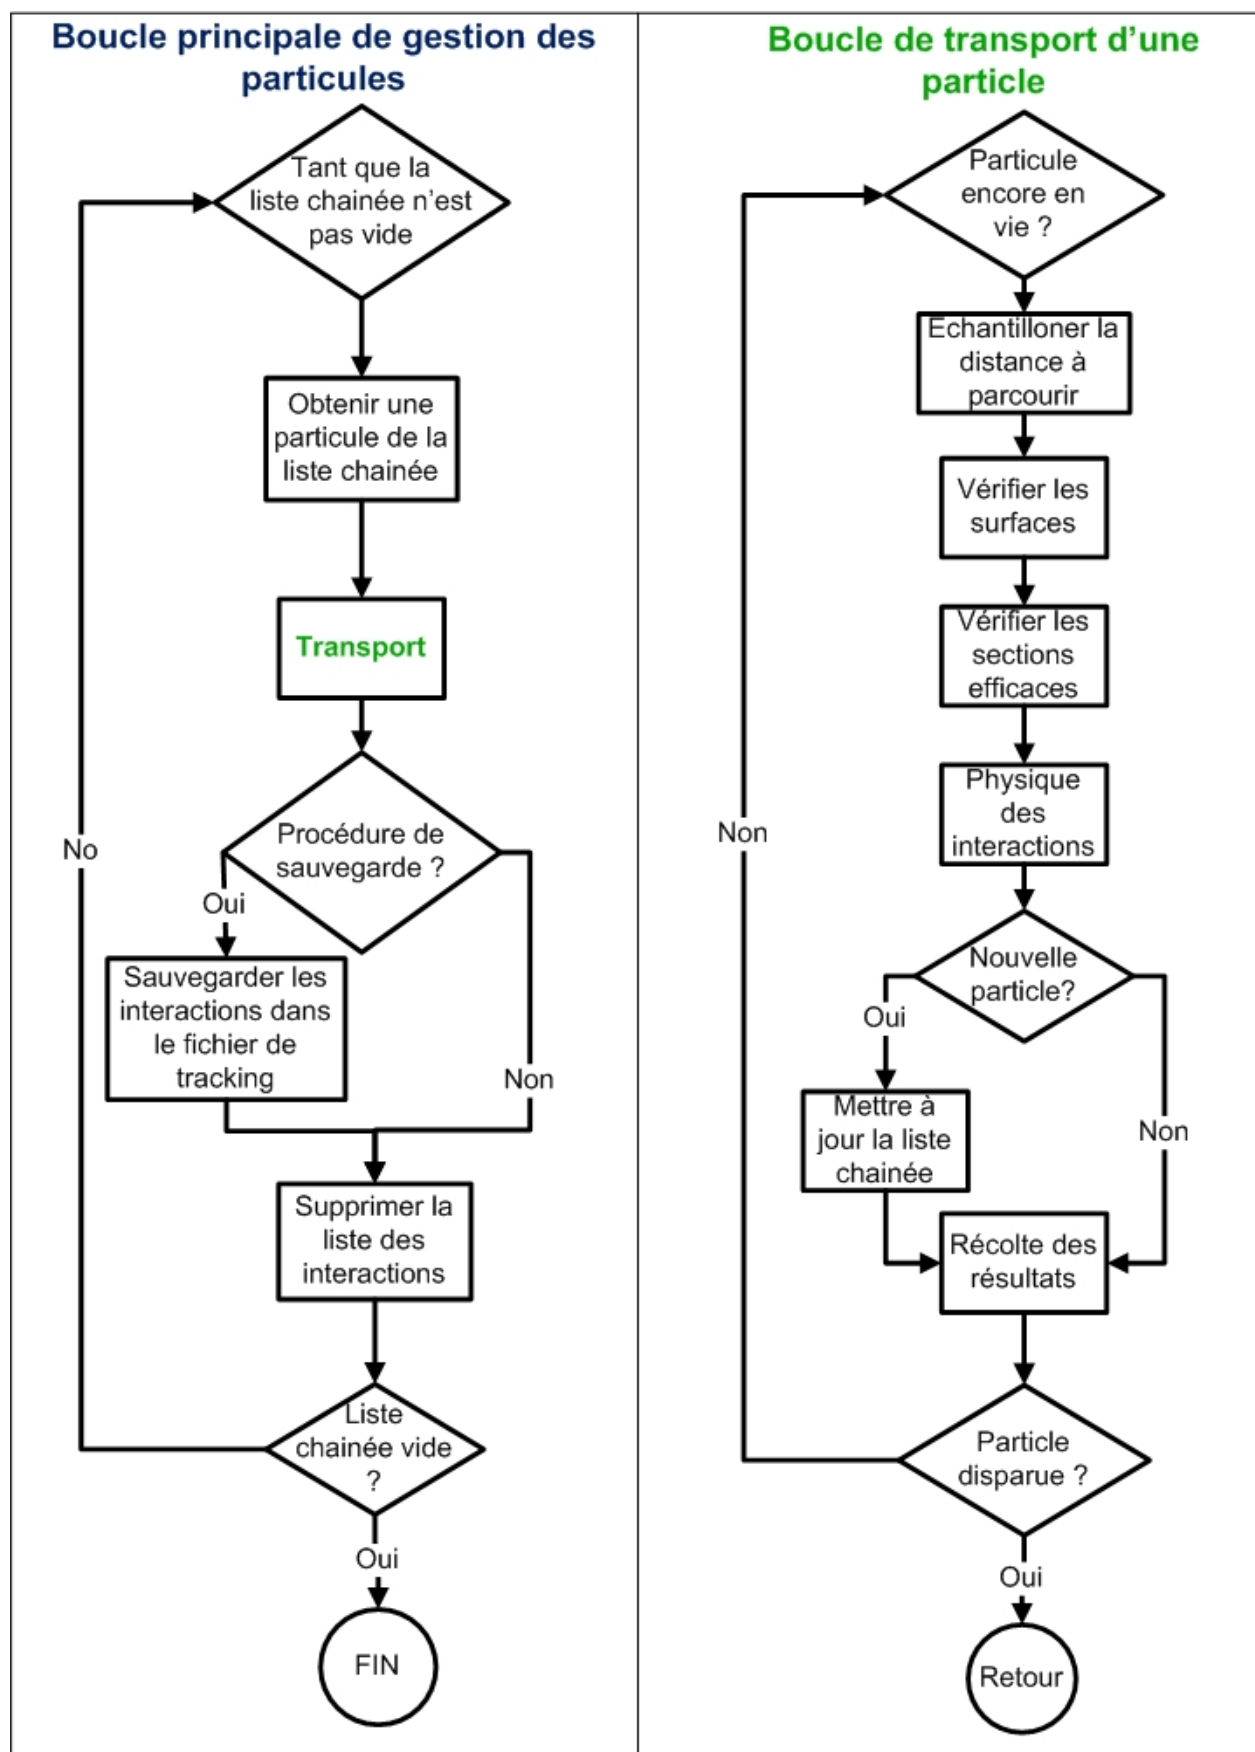 Boucle principale de gestion des
particules
Tant que la
liste chainée n'est
pas vide
Obtenir une
particule de la
liste chainée
Transport
Procédure de
sauvegarde ?
No
Oui
Sauvegarder les
interactions dans
le fichier de
tracking
Non
Supprimer la
liste des
interactions
Liste
chainée vide
?
Oui
FIN
Boucle de transport d'une
particle
Particule
encore en
vie ?
Echantilloner la
distance à
parcourir
Vérifier les
surfaces
Vérifier les
sections
efficaces
Physique
des
interactions
Non
Nouvelle
particle?
Oui
Mettre à
jour la liste
chainée
Non
Récolte des
résultats
Particle
disparue ?
Oui
Retour